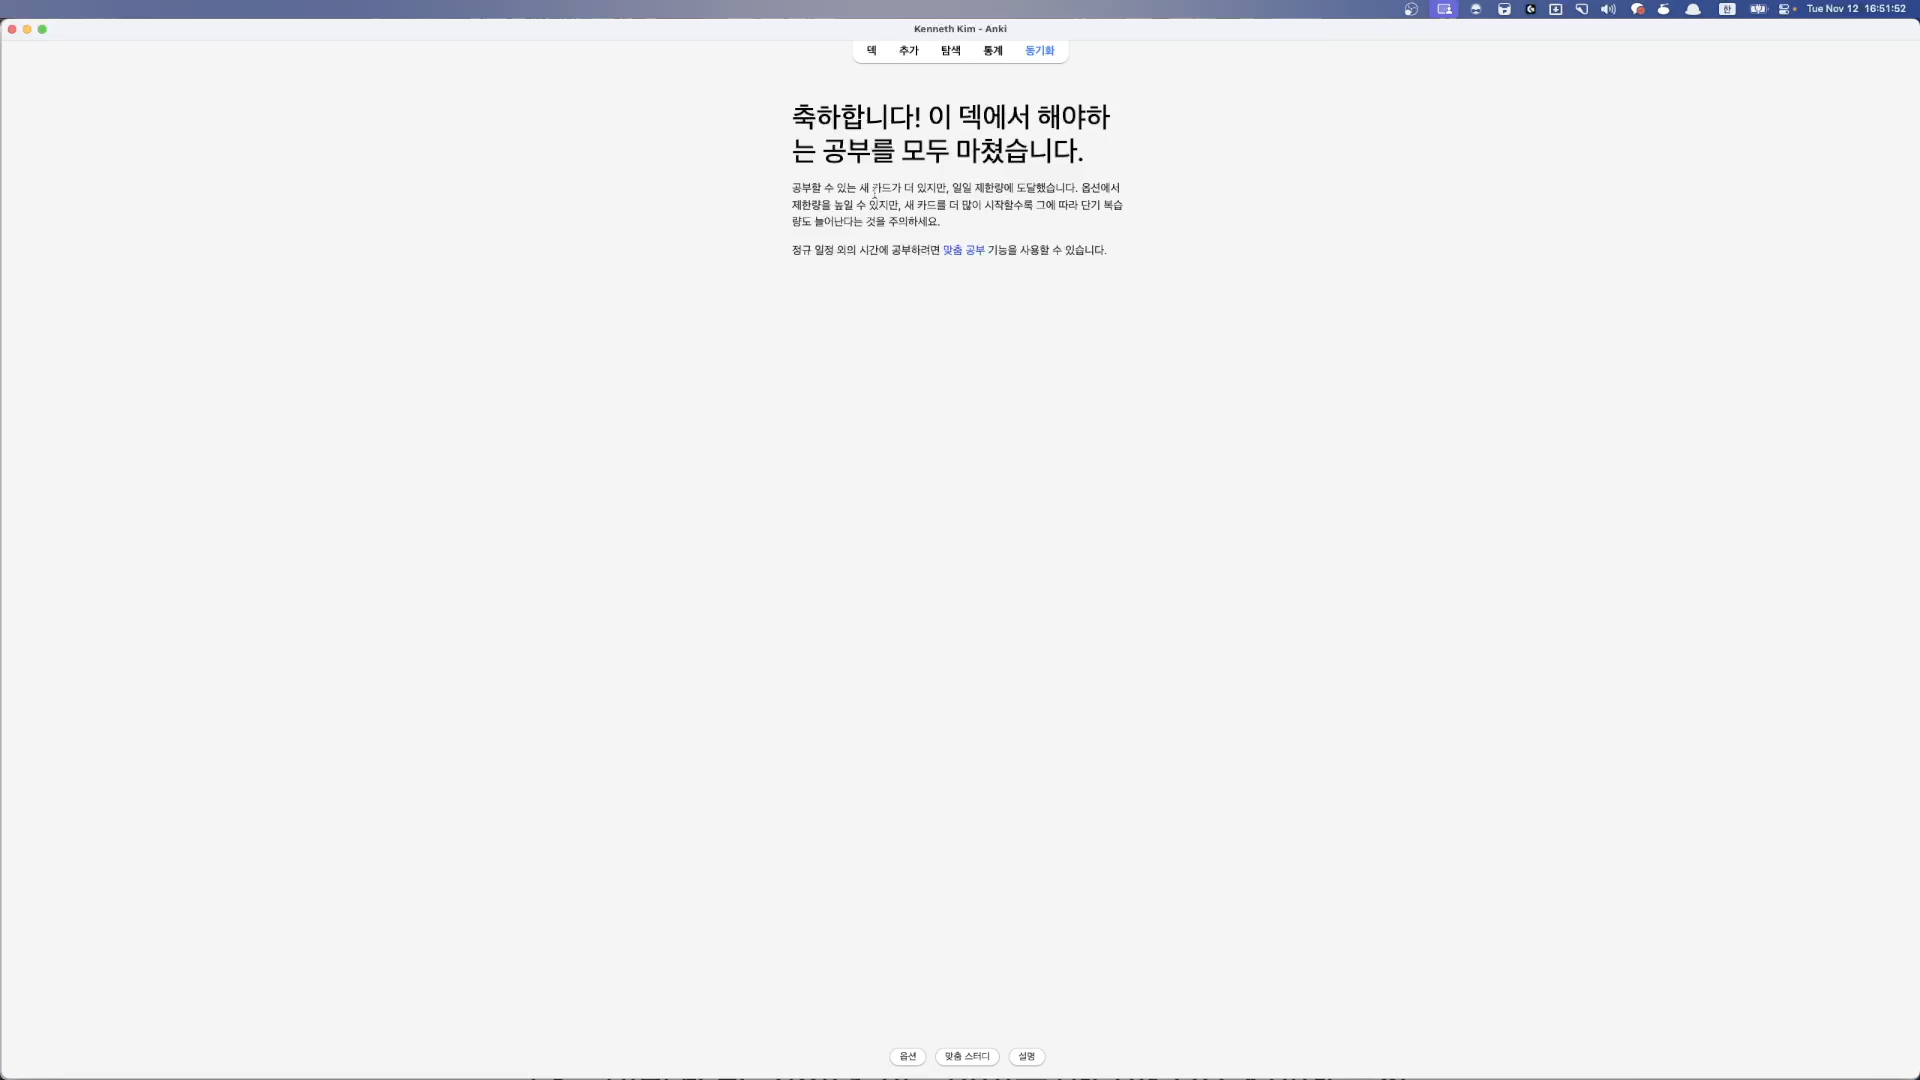 Tue Nov 12 16:51:52
Kenneth Kim - Anki
덱 추가 탐색 통계 동기화
축하합니다! 이 덱에서 해야하
는 공부를 모두 마쳤습니다.
공부할 수 있는 새 카드가 더 있지만, 일일 제한량에 도달했습니다. 옵션에서
제한량을 높일 수 있지만, 새 카드를 더 많이 시작할수록 그에 따라 단기 복습
량도 늘어난다는 것을 주의하세요.
정규 일정 외의 시간에 공부하려면 맞춤 공부 기능을 사용할 수 있습니다.
옵션 맞춤 스터디 설명